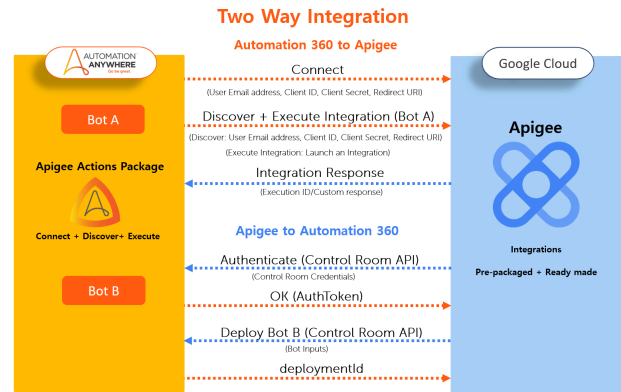 Two Way Integration
Automation 360 to Apigee
AUTOMATION
ANYWHERE
Go be great.
Google Cloud
Connect
(User Email address, Client ID, Client Secret, Redirect URI)
Bot A
Discover + Execute Integration (Bot A)
(Discover: User Email address, Client ID, Client Secret, Redirect URI)
(Execute Integration: Launch an Integration)
Apigee
Apigee Actions Package
Integration Response
(Execution ID/Custom response)
Connect + Discover+ Execute
Apigee to Automation 360
Integrations
Pre-packaged + Ready made
Authenticate (Control Room API)
(Control Room Credentials)
Bot B
OK (AuthToken)
Deploy Bot B (Control Room API)
(Bot Inputs)
deploymentId